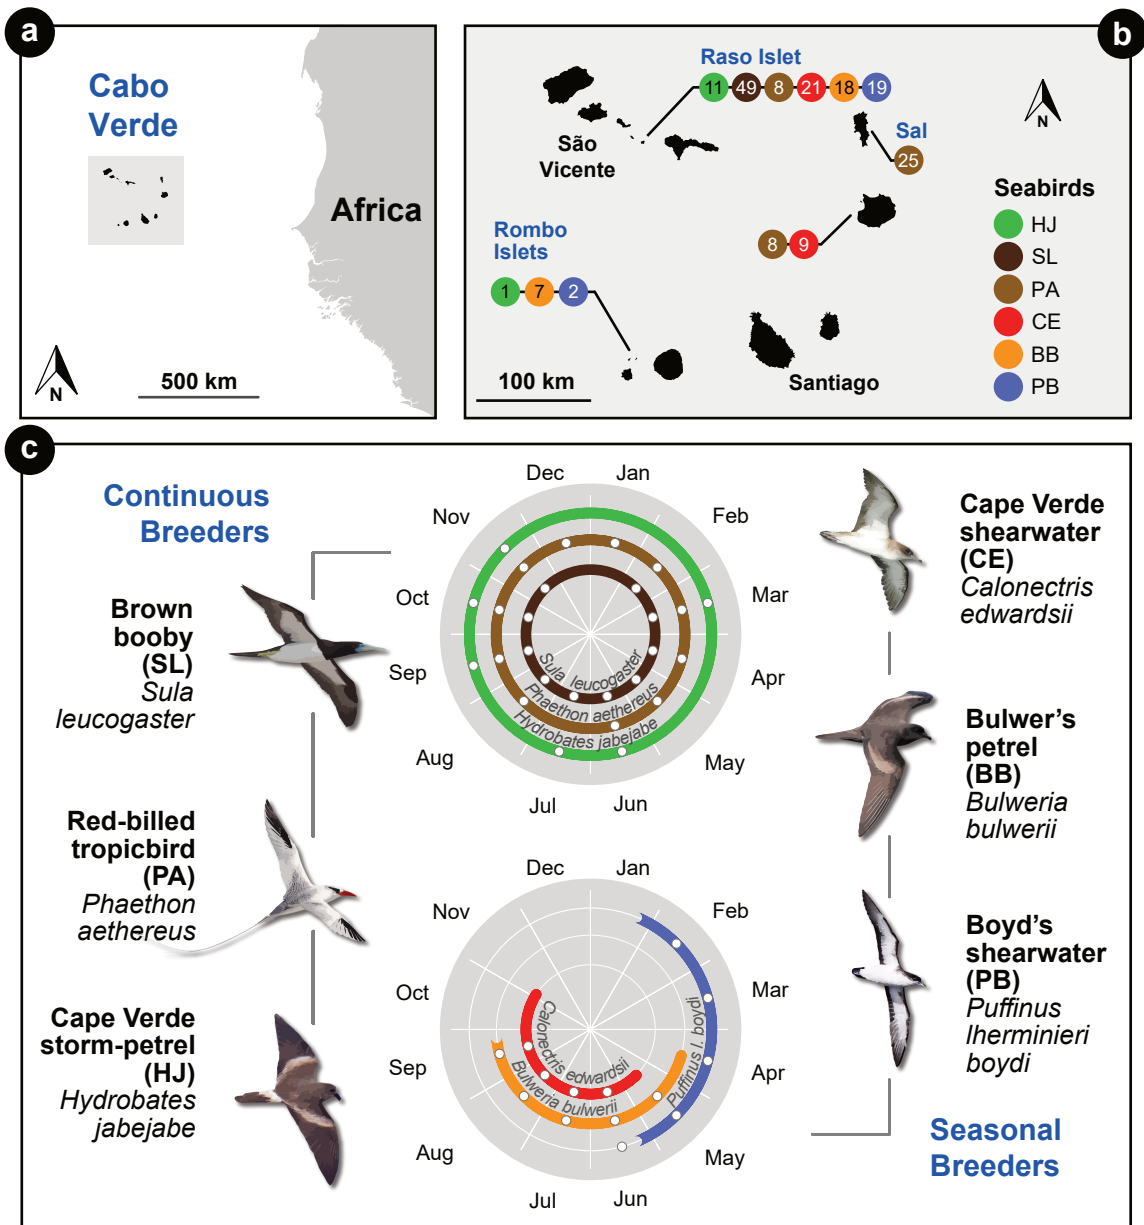 a
Cabo
Verde
Africa
500 km
N
b
Raso Islet
11 49 8 21 18 19
São
Vicente
Sal
25
N
Rombo
Islets
1 7 2
8 9
Santiago
100 km
Seabirds
HJ
SL
PA
CE
BB
PB
c
Continuous
Breeders
Brown
booby
(SL)
Sula
leucogaster
Red-billed
tropicbird
(PA)
Phaethon
aethereus
Cape Verde
storm-petrel
(HJ)
Hydrobates
jabejabe
Dec Jan
Nov Feb
Oct Mar
Sep Apr
Aug May
Jul Jun
Sula leucogaster
Phaethon aethereus
Hydrobates jabejabe
Dec Jan
Nov Feb
Oct Mar
Sep Apr
Aug May
Jul Jun
Calonectris edwardsii
Bulweria bulwerii
Puffinus l. boydi
Cape Verde
shearwater
(CE)
Calonectris
edwardsii
Bulwer's
petrel
(BB)
Bulweria
bulwerii
Boyd's
shearwater
(PB)
Puffinus
lherminieri
boydi
Seasonal
Breeders